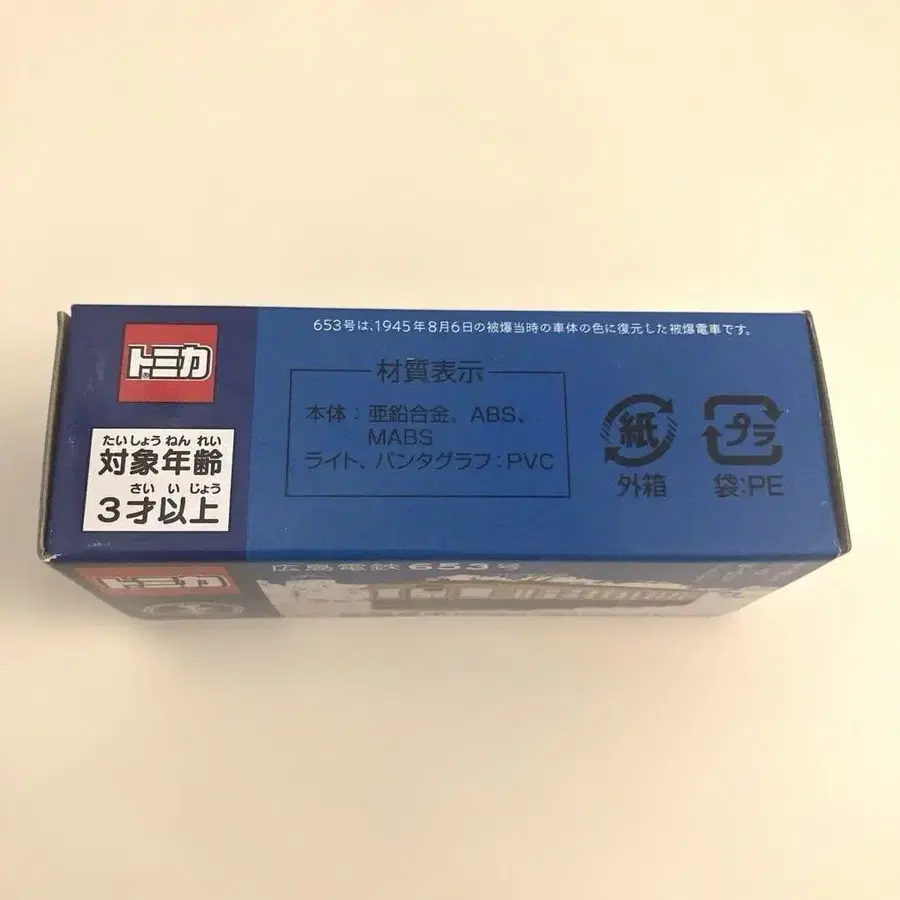 653号は、1945年8月6日の被爆当時の車体の色に復元した被爆電車です。
トミカ
®
たいしょう ねん れい
対象年齢
さい い じょう
3才以上
材質表示
本体：亜鉛合金、ABS、
MABS
ライト、パンタグラフ：PVC
紙
外箱
プラ
袋：PE
トミカ
広島電鉄 653号